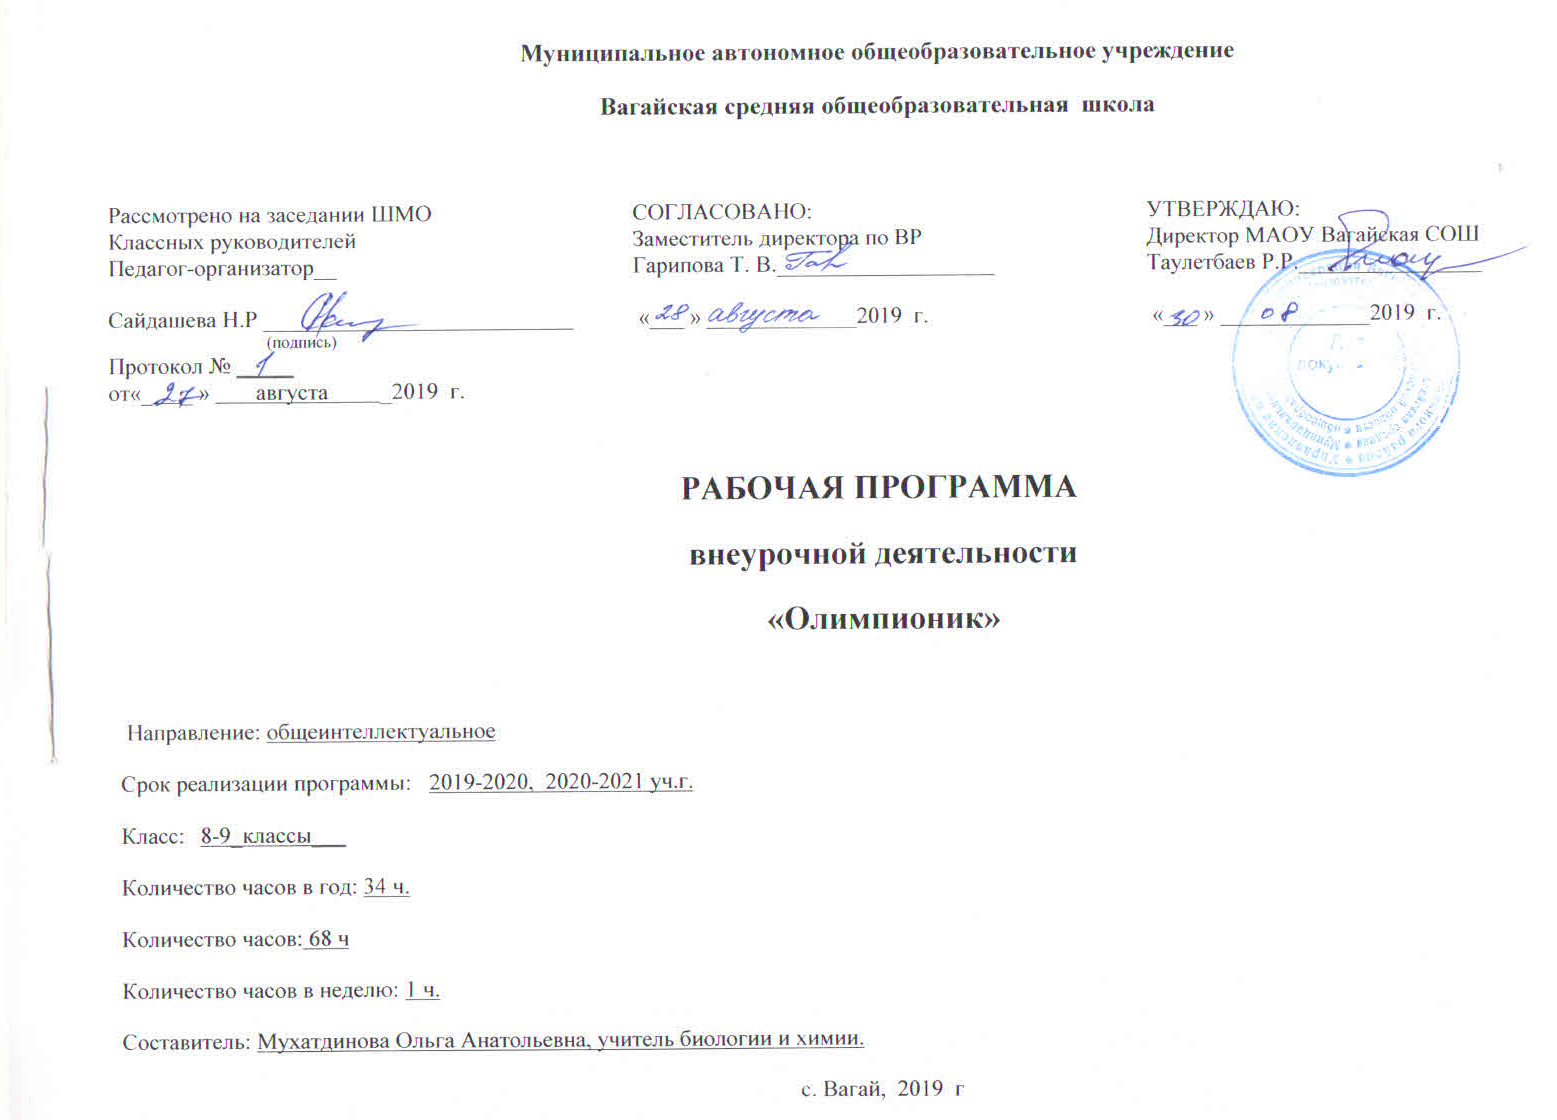 Муниципальное автономное общеобразовательное учреждение
Вагайская средняя общеобразовательная школа
Рассмотрено на заседании ШМО
Классных руководителей
Педагог-организатор__
Сайдашева Н.Р
(подпись)
Протокол № 1
от«27» августа 2019 г.
СОГЛАСОВАНО:
Заместитель директора по ВР
Гарипова Т. В.
«28» августа 2019 г.
УТВЕРЖДАЮ:
Директор МАОУ Вагайская СОШ
Таулетбаев Р.Р.
«30» 08 2019 г.
РАБОЧАЯ ПРОГРАММА
внеурочной деятельности
«Олимпионик»
Направление: общеинтеллектуальное
Срок реализации программы: 2019-2020, 2020-2021 уч.г.
Класс: 8-9_классы___
Количество часов в год: 34 ч.
Количество часов: 68 ч
Количество часов в неделю: 1 ч.
Составитель: Мухатдинова Ольга Анатольевна, учитель биологии и химии.
с. Вагай, 2019 г